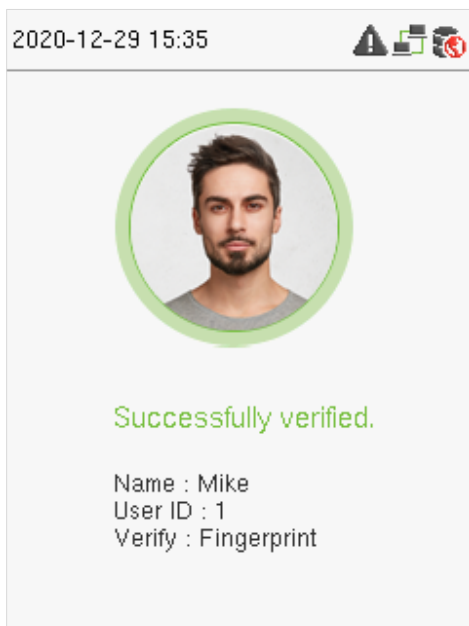 2020-12-29 15:35
Successfully verified.
Name : Mike
User ID : 1
Verify : Fingerprint